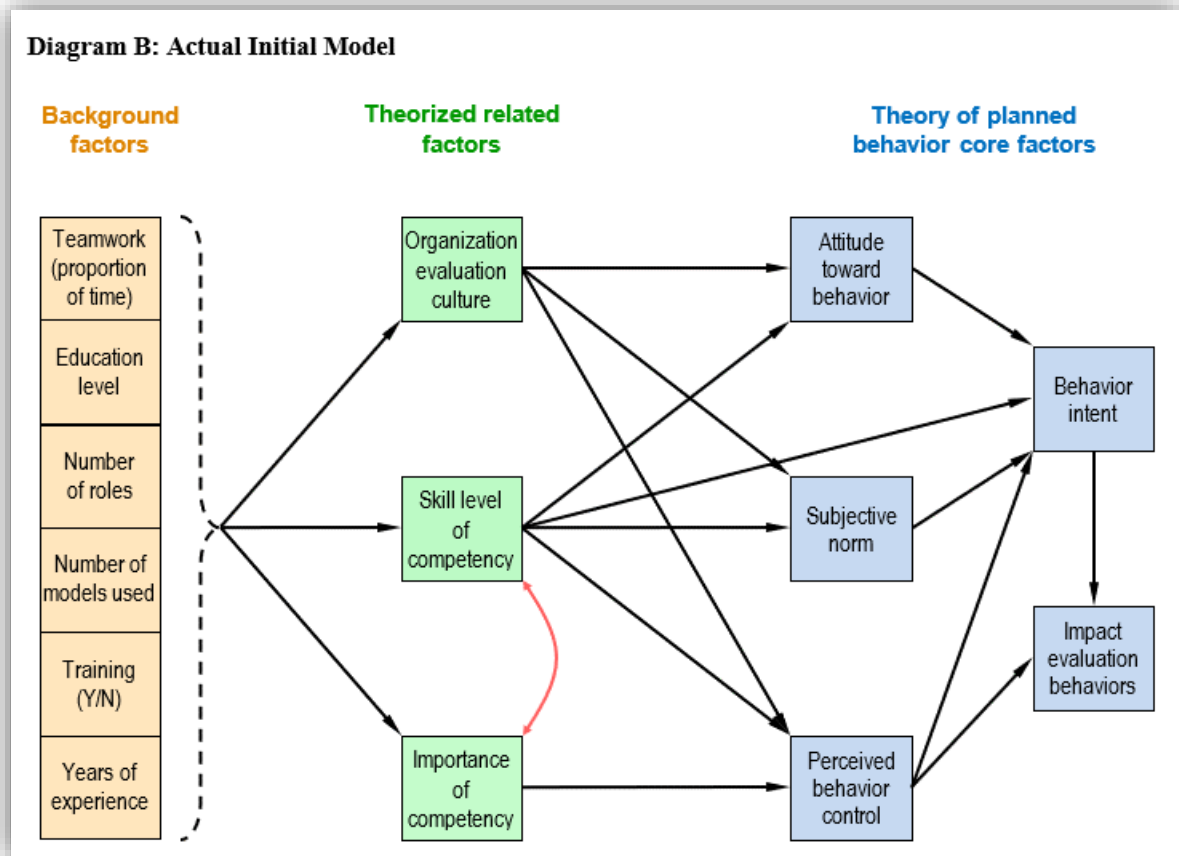 Diagram B: Actual Initial Model
Background
factors
Theorized related
factors
Theory of planned
behavior core factors
Teamwork
(proportion
of time)
Education
level
Number
of roles
Number of
models used
Training
(Y/N)
Years of
experience
Organization
evaluation
culture
Skill level
of
competency
Importance
of
competency
Attitude
toward
behavior
Subjective
norm
Perceived
behavior
control
Behavior
intent
Impact
evaluation
behaviors